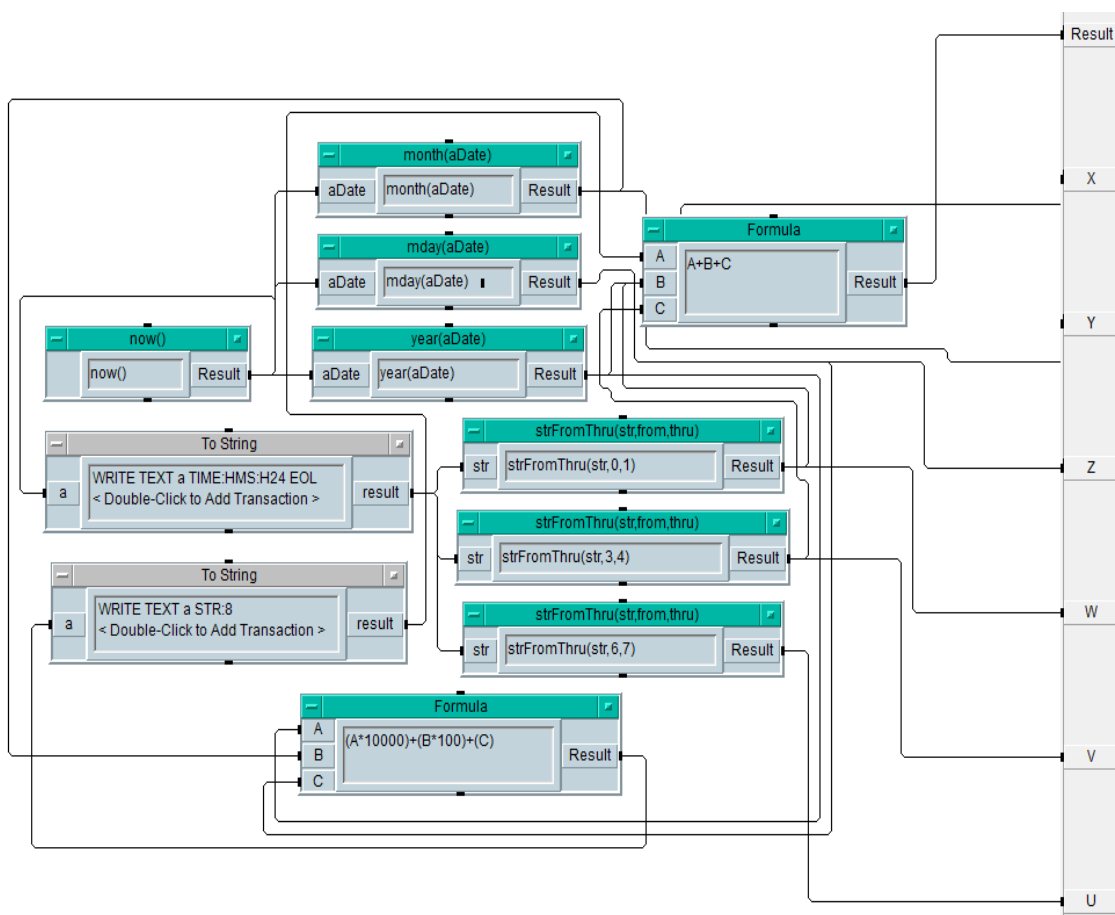 Result
month(aDate)
aDate
month(aDate)
Result
X
mday(aDate)
aDate
mday(aDate)
Result
Formula
A
B
C
A+B+C
Result
Y
now()
now()
Result
year(aDate)
aDate
year(aDate)
Result
To String
a
WRITE TEXT a TIME:HMS:H24 EOL
< Double-Click to Add Transaction >
result
strFromThru(str,from,thru)
str
strFromThru(str,0,1)
Result
Z
strFromThru(str,from,thru)
str
strFromThru(str,3,4)
Result
To String
a
WRITE TEXT a STR:8
< Double-Click to Add Transaction >
result
strFromThru(str,from,thru)
str
strFromThru(str,6,7)
Result
W
Formula
A
B
C
(A*10000)+(B*100)+(C)
Result
V
U